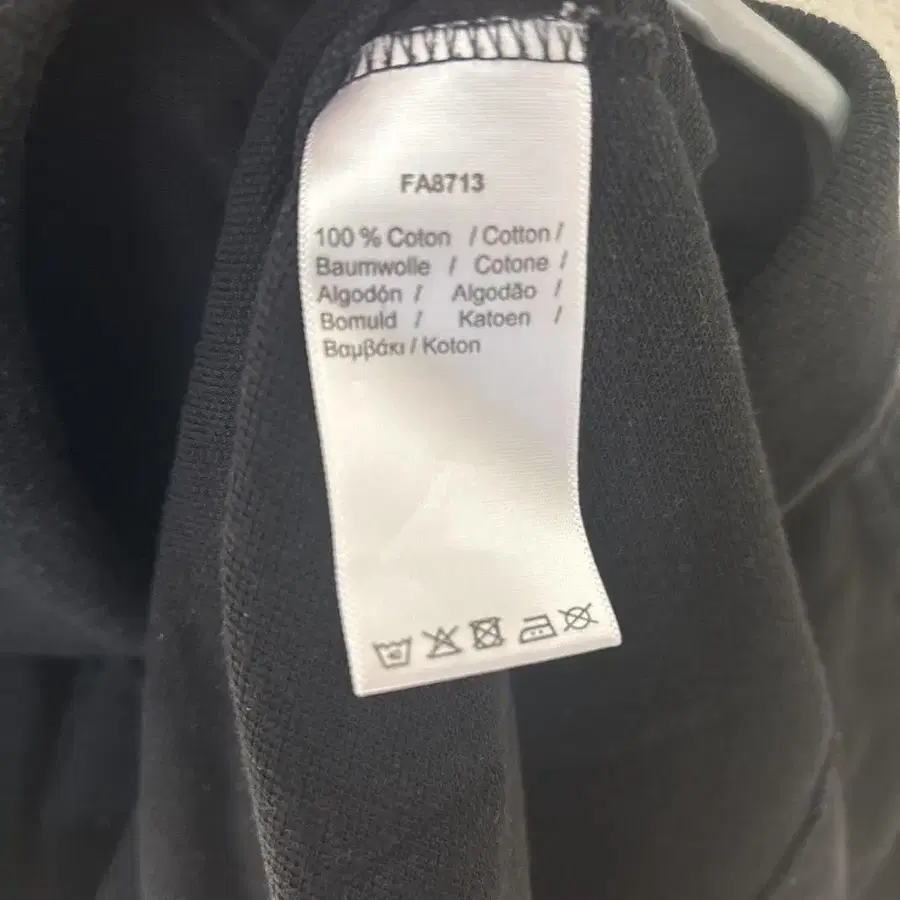 FA8713
100 % Coton / Cotton /
Baumwolle / Cotone /
Algodón / Algodão /
Bomuld / Katoen /
Βαμβάκι / Koton